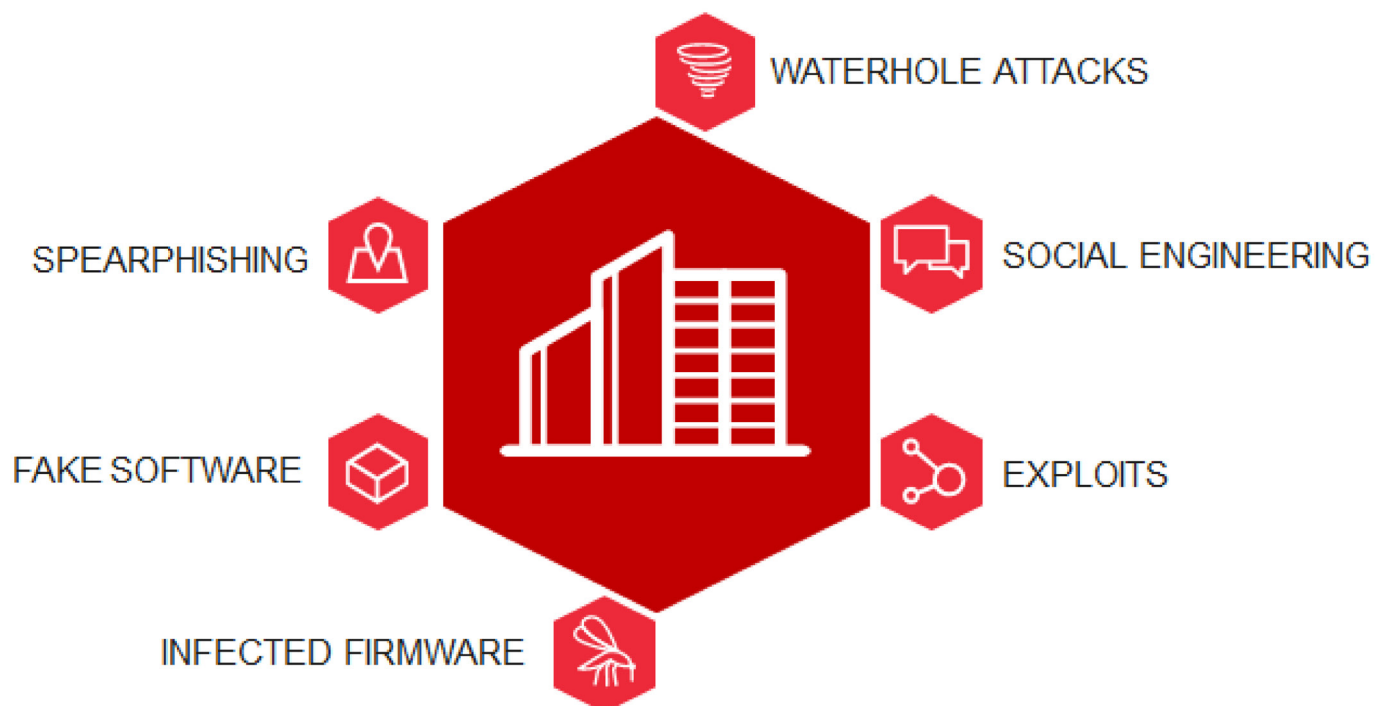 WATERHOLE ATTACKS
SPEARPHISHING
SOCIAL ENGINEERING
FAKE SOFTWARE
EXPLOITS
INFECTED FIRMWARE